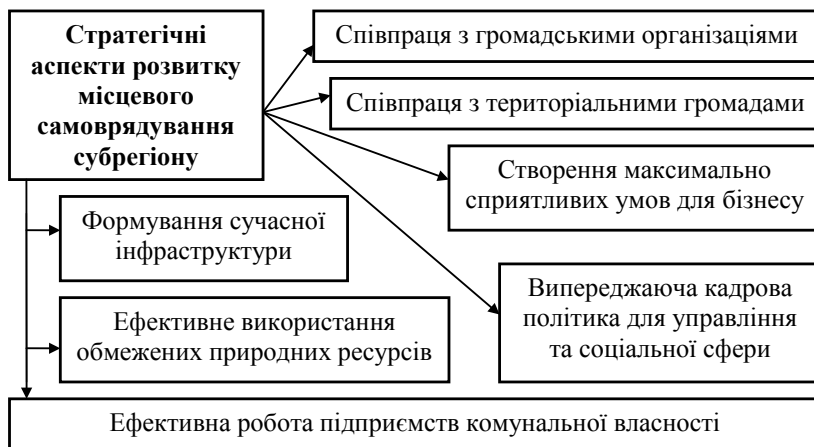 Стратегічні
аспекти розвитку
місцевого
самоврядування
субрегіону
Співпраця з громадськими організаціями
Співпраця з територіальними громадами
Створення максимально
сприятливих умов для бізнесу
Формування сучасної
інфраструктури
Випереджаюча кадрова
політика для управління
та соціальної сфери
Ефективне використання
обмежених природних ресурсів
Ефективна робота підприємств комунальної власності